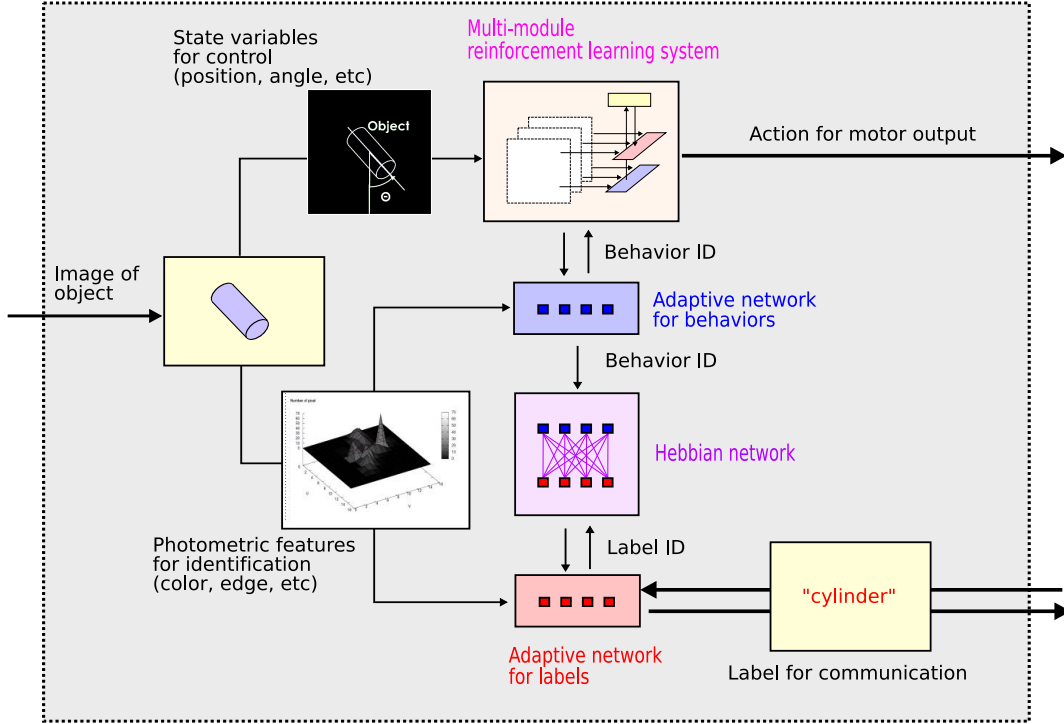 State variables
for control
(position, angle, etc)
Multi-module
reinforcement learning system
Object
Θ
Action for motor output
Image of
object
Behavior ID
Adaptive network
for behaviors
Behavior ID
Number of pixel
Hebbian network
U
V
Photometric features
for identification
(color, edge, etc)
Label ID
"cylinder"
Adaptive network
for labels
Label for communication